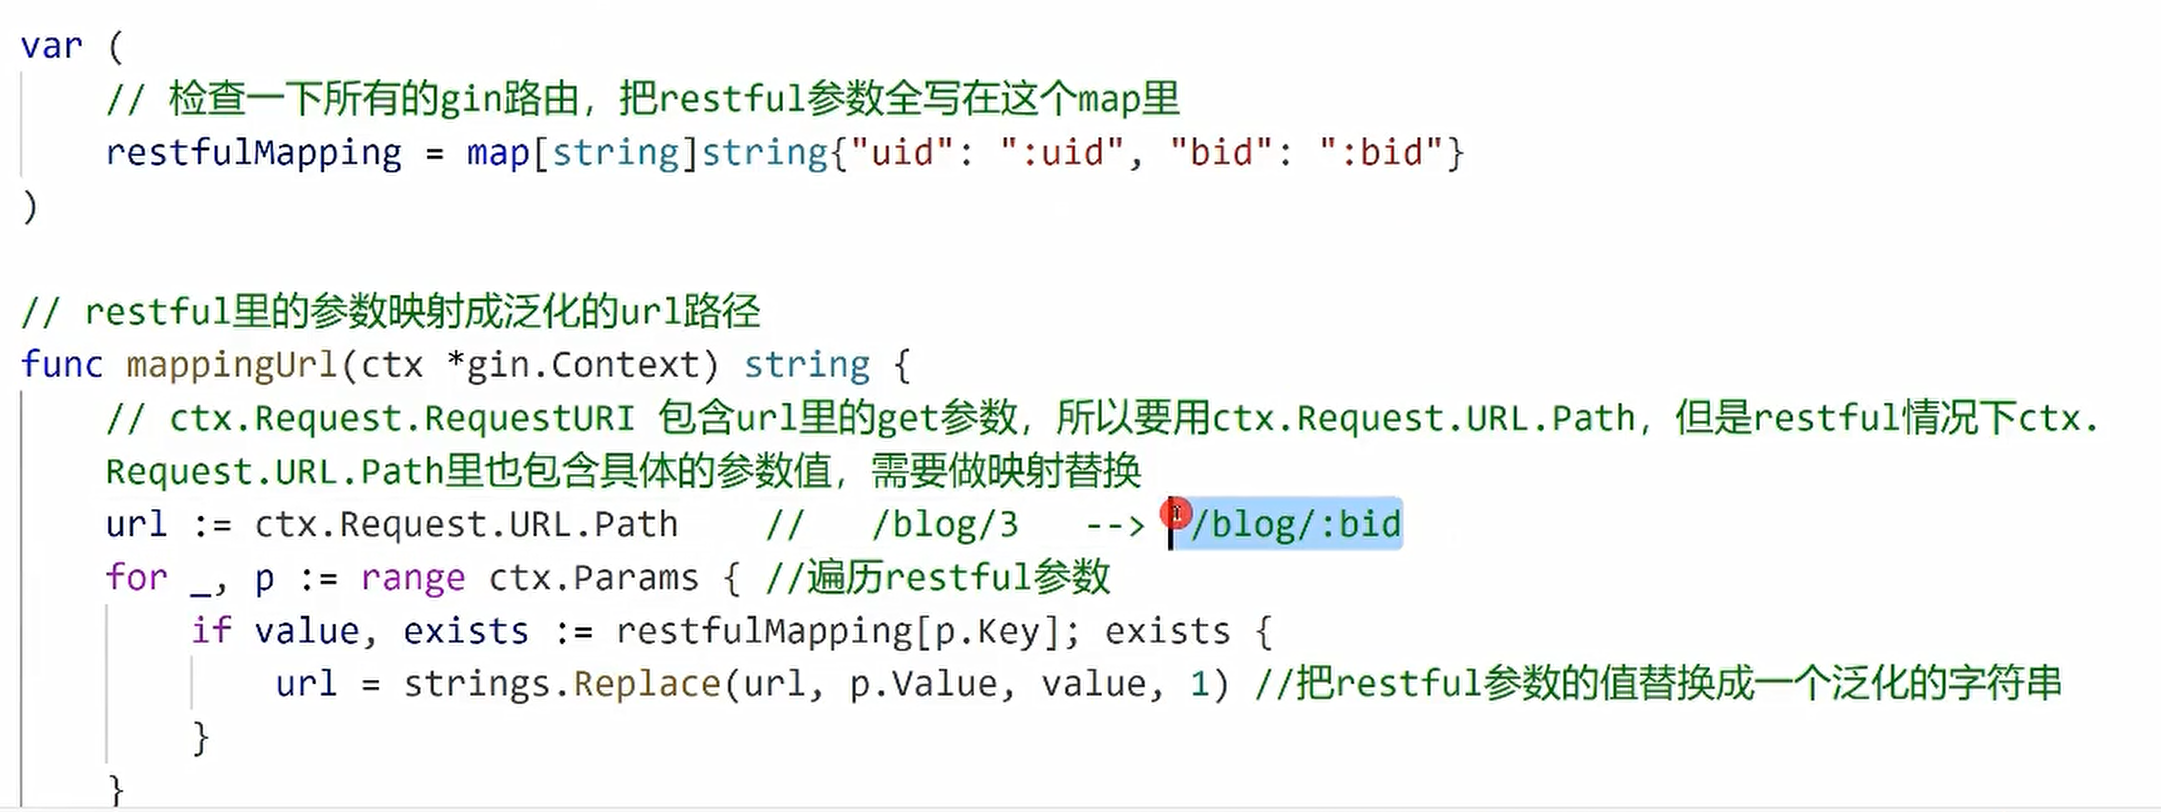 var (
    // 检查一下所有的gin路由，把restful参数全写在这个map里
    restfulMapping = map[string]string{"uid": ":uid", "bid": ":bid"}
)
// restful里的参数映射成泛化的url路径
func mappingUrl(ctx *gin.Context) string {
    // ctx.Request.RequestURI 包含url里的get参数，所以要用ctx.Request.URL.Path，但是restful情况下ctx.
    Request.URL.Path里也包含具体的参数值，需要做映射替换
    url := ctx.Request.URL.Path    //   /blog/3   --> /blog/:bid
    for _, p := range ctx.Params { //遍历restful参数
        if value, exists := restfulMapping[p.Key]; exists {
            url = strings.Replace(url, p.Value, value, 1) //把restful参数的值替换成一个泛化的字符串
        }
    }